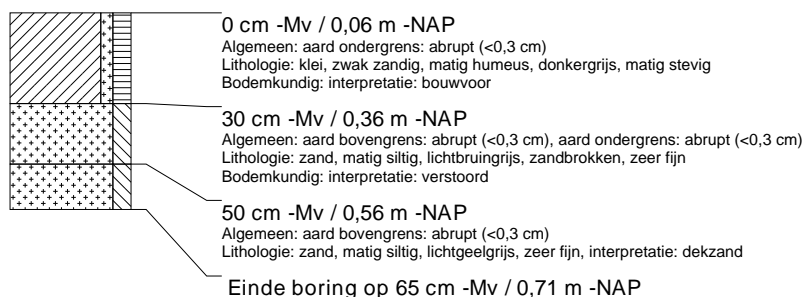 0 cm -Mv / 0,06 m -NAP
Algemeen: aard ondergrens: abrupt (<0,3 cm)
Lithologie: klei, zwak zandig, matig humeus, donkergrijs, matig stevig
Bodemkundig: interpretatie: bouwvoor
30 cm -Mv / 0,36 m -NAP
Algemeen: aard bovengrens: abrupt (<0,3 cm), aard ondergrens: abrupt (<0,3 cm)
Lithologie: zand, matig siltig, lichtbruingrijs, zandbrokken, zeer fijn
Bodemkundig: interpretatie: verstoord
50 cm -Mv / 0,56 m -NAP
Algemeen: aard bovengrens: abrupt (<0,3 cm)
Lithologie: zand, matig siltig, lichtgeelgrijs, zeer fijn, interpretatie: dekzand
Einde boring op 65 cm -Mv / 0,71 m -NAP